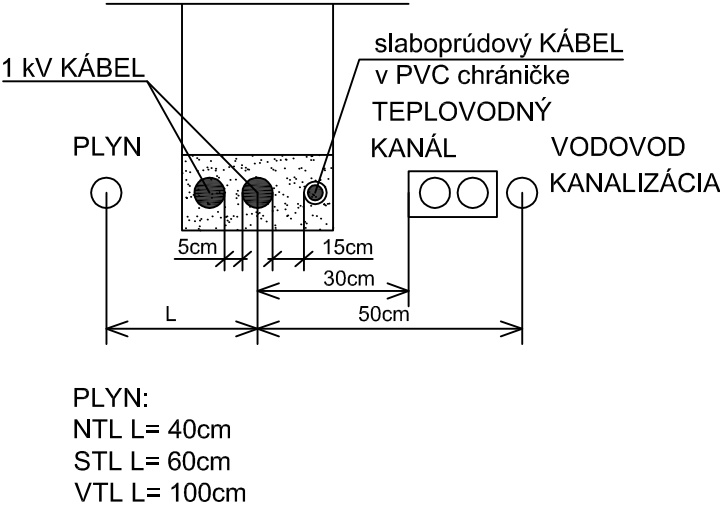 slaboprúdový KÁBEL
1 kV KÁBEL
v PVC chráničke
TEPLOVODNÝ
PLYN
KANÁL
VODOVOD
KANALIZÁCIA
5cm
15cm
30cm
L
50cm
PLYN:
NTL L= 40cm
STL L= 60cm
VTL L= 100cm